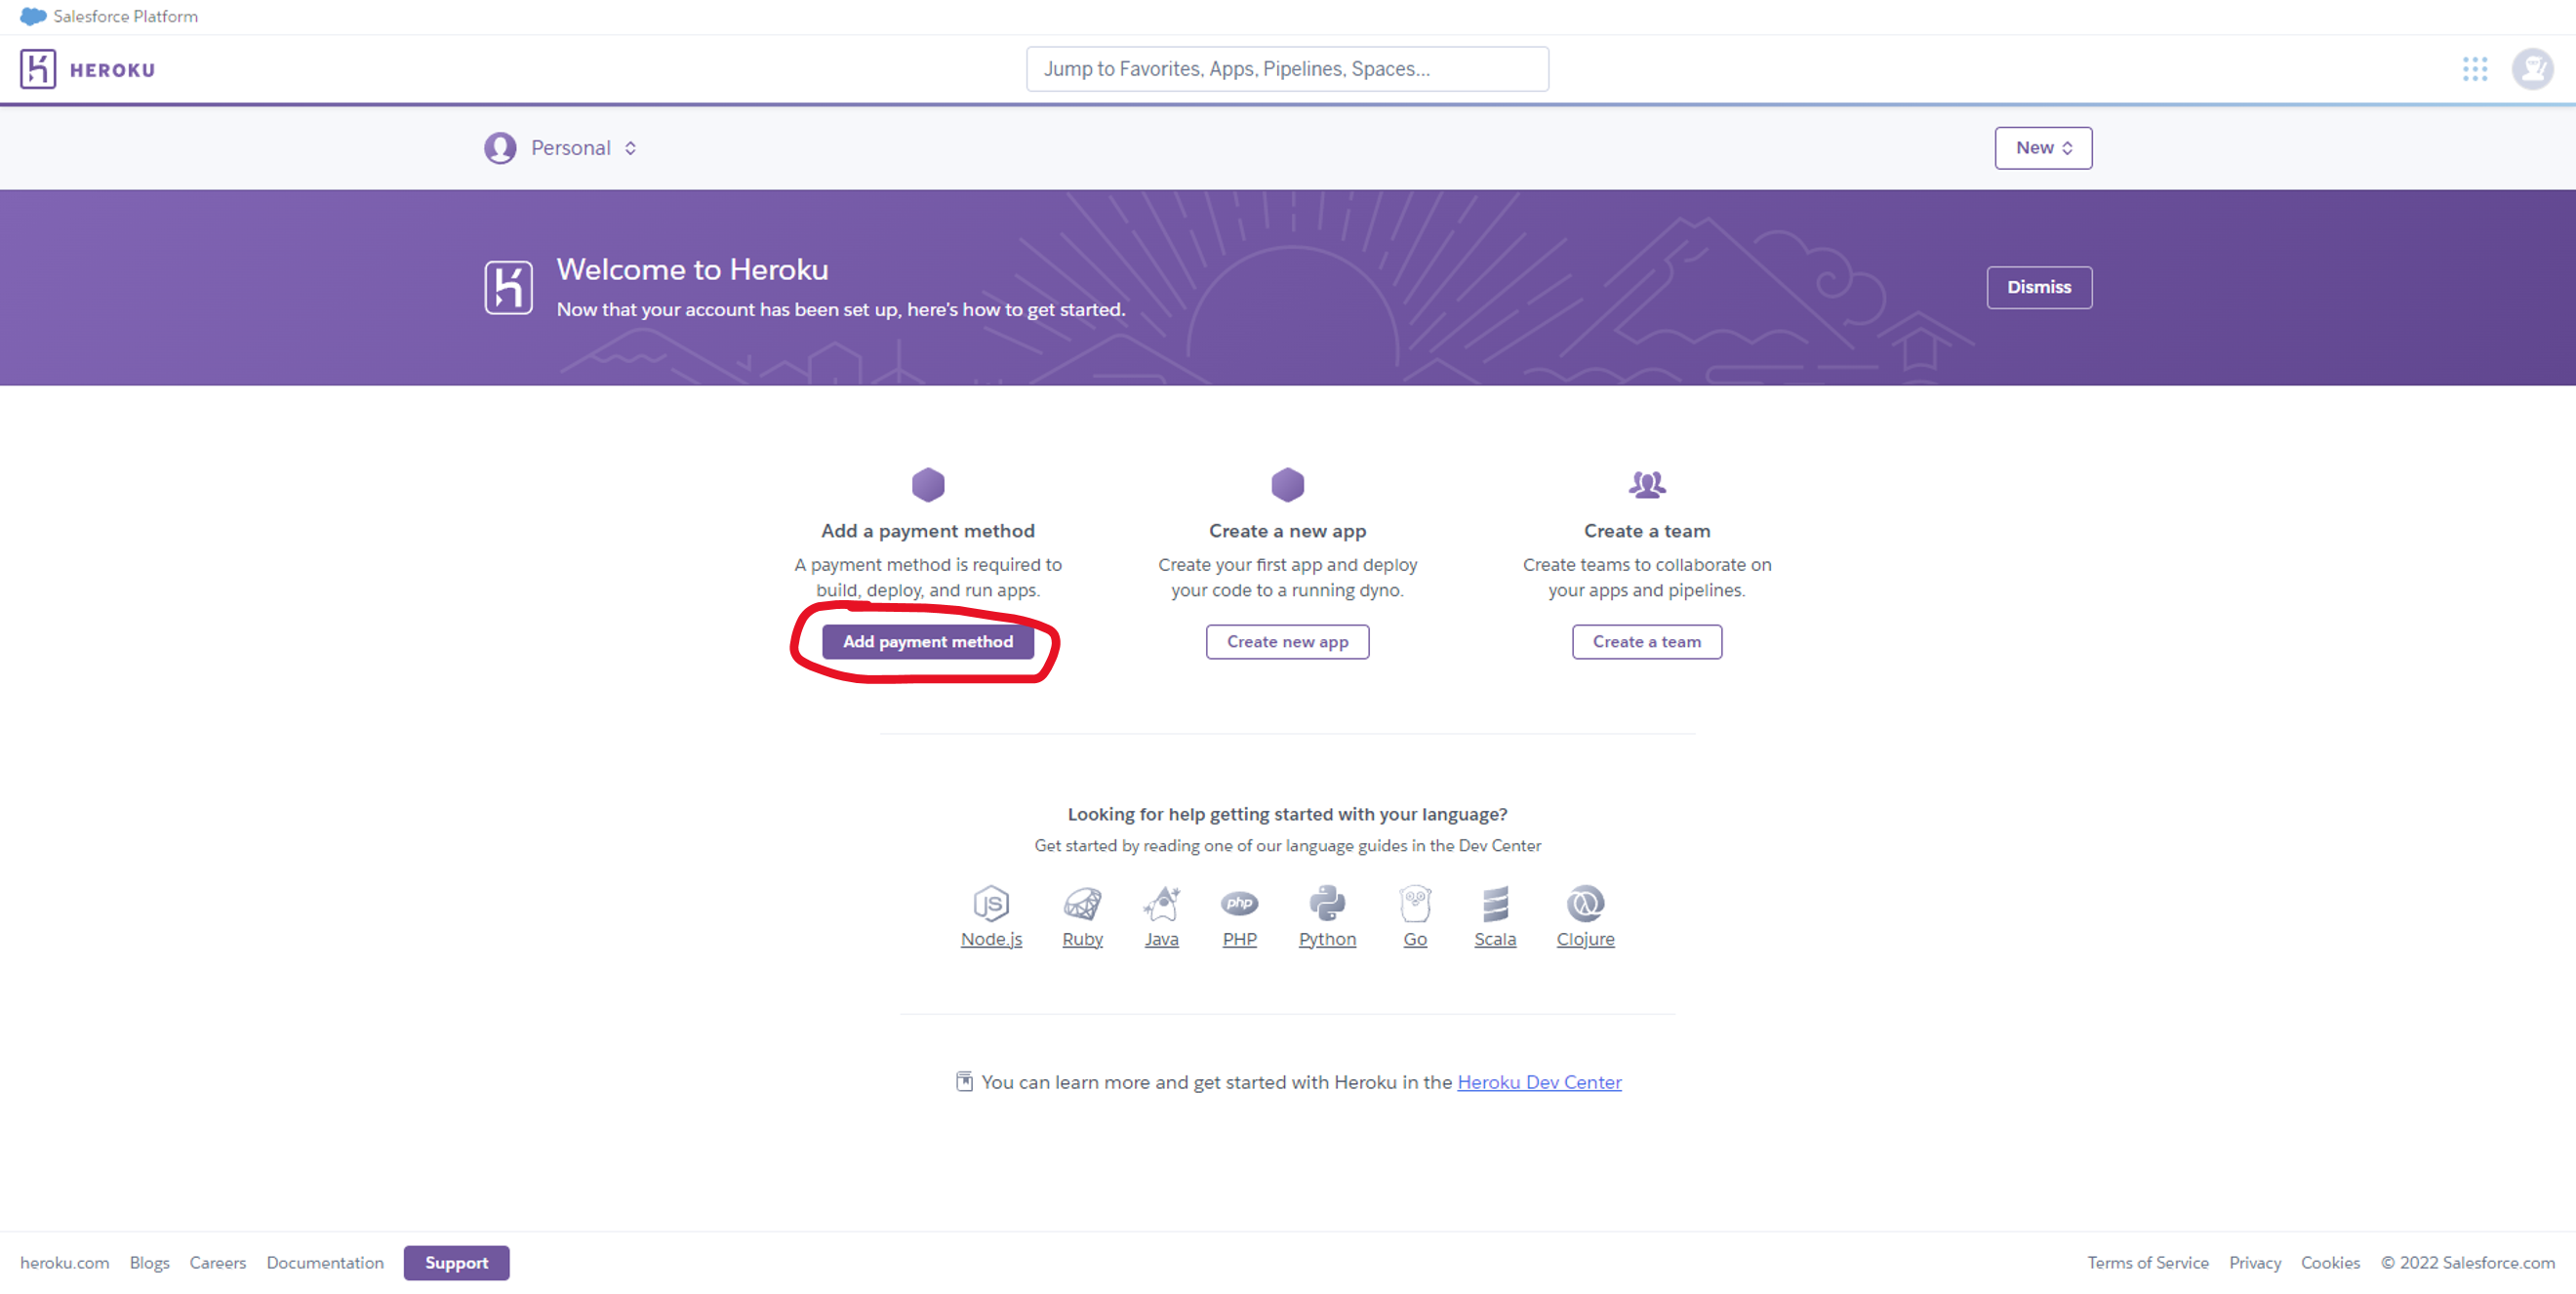 Salesforce Platform
HEROKU
Jump to Favorites, Apps, Pipelines, Spaces...
Personal
New
Welcome to Heroku
Now that your account has been set up, here's how to get started.
Dismiss
Add a payment method
A payment method is required to
build, deploy, and run apps.
Add payment method
Create a new app
Create your first app and deploy
your code to a running dyno.
Create new app
Create a team
Create teams to collaborate on
your apps and pipelines.
Create a team
Looking for help getting started with your language?
Get started by reading one of our language guides in the Dev Center
JS
php
Node.js Ruby Java PHP Python Go Scala Clojure
You can learn more and get started with Heroku in the Heroku Dev Center
heroku.com Blogs Careers Documentation Support
Terms of Service Privacy Cookies © 2022 Salesforce.com